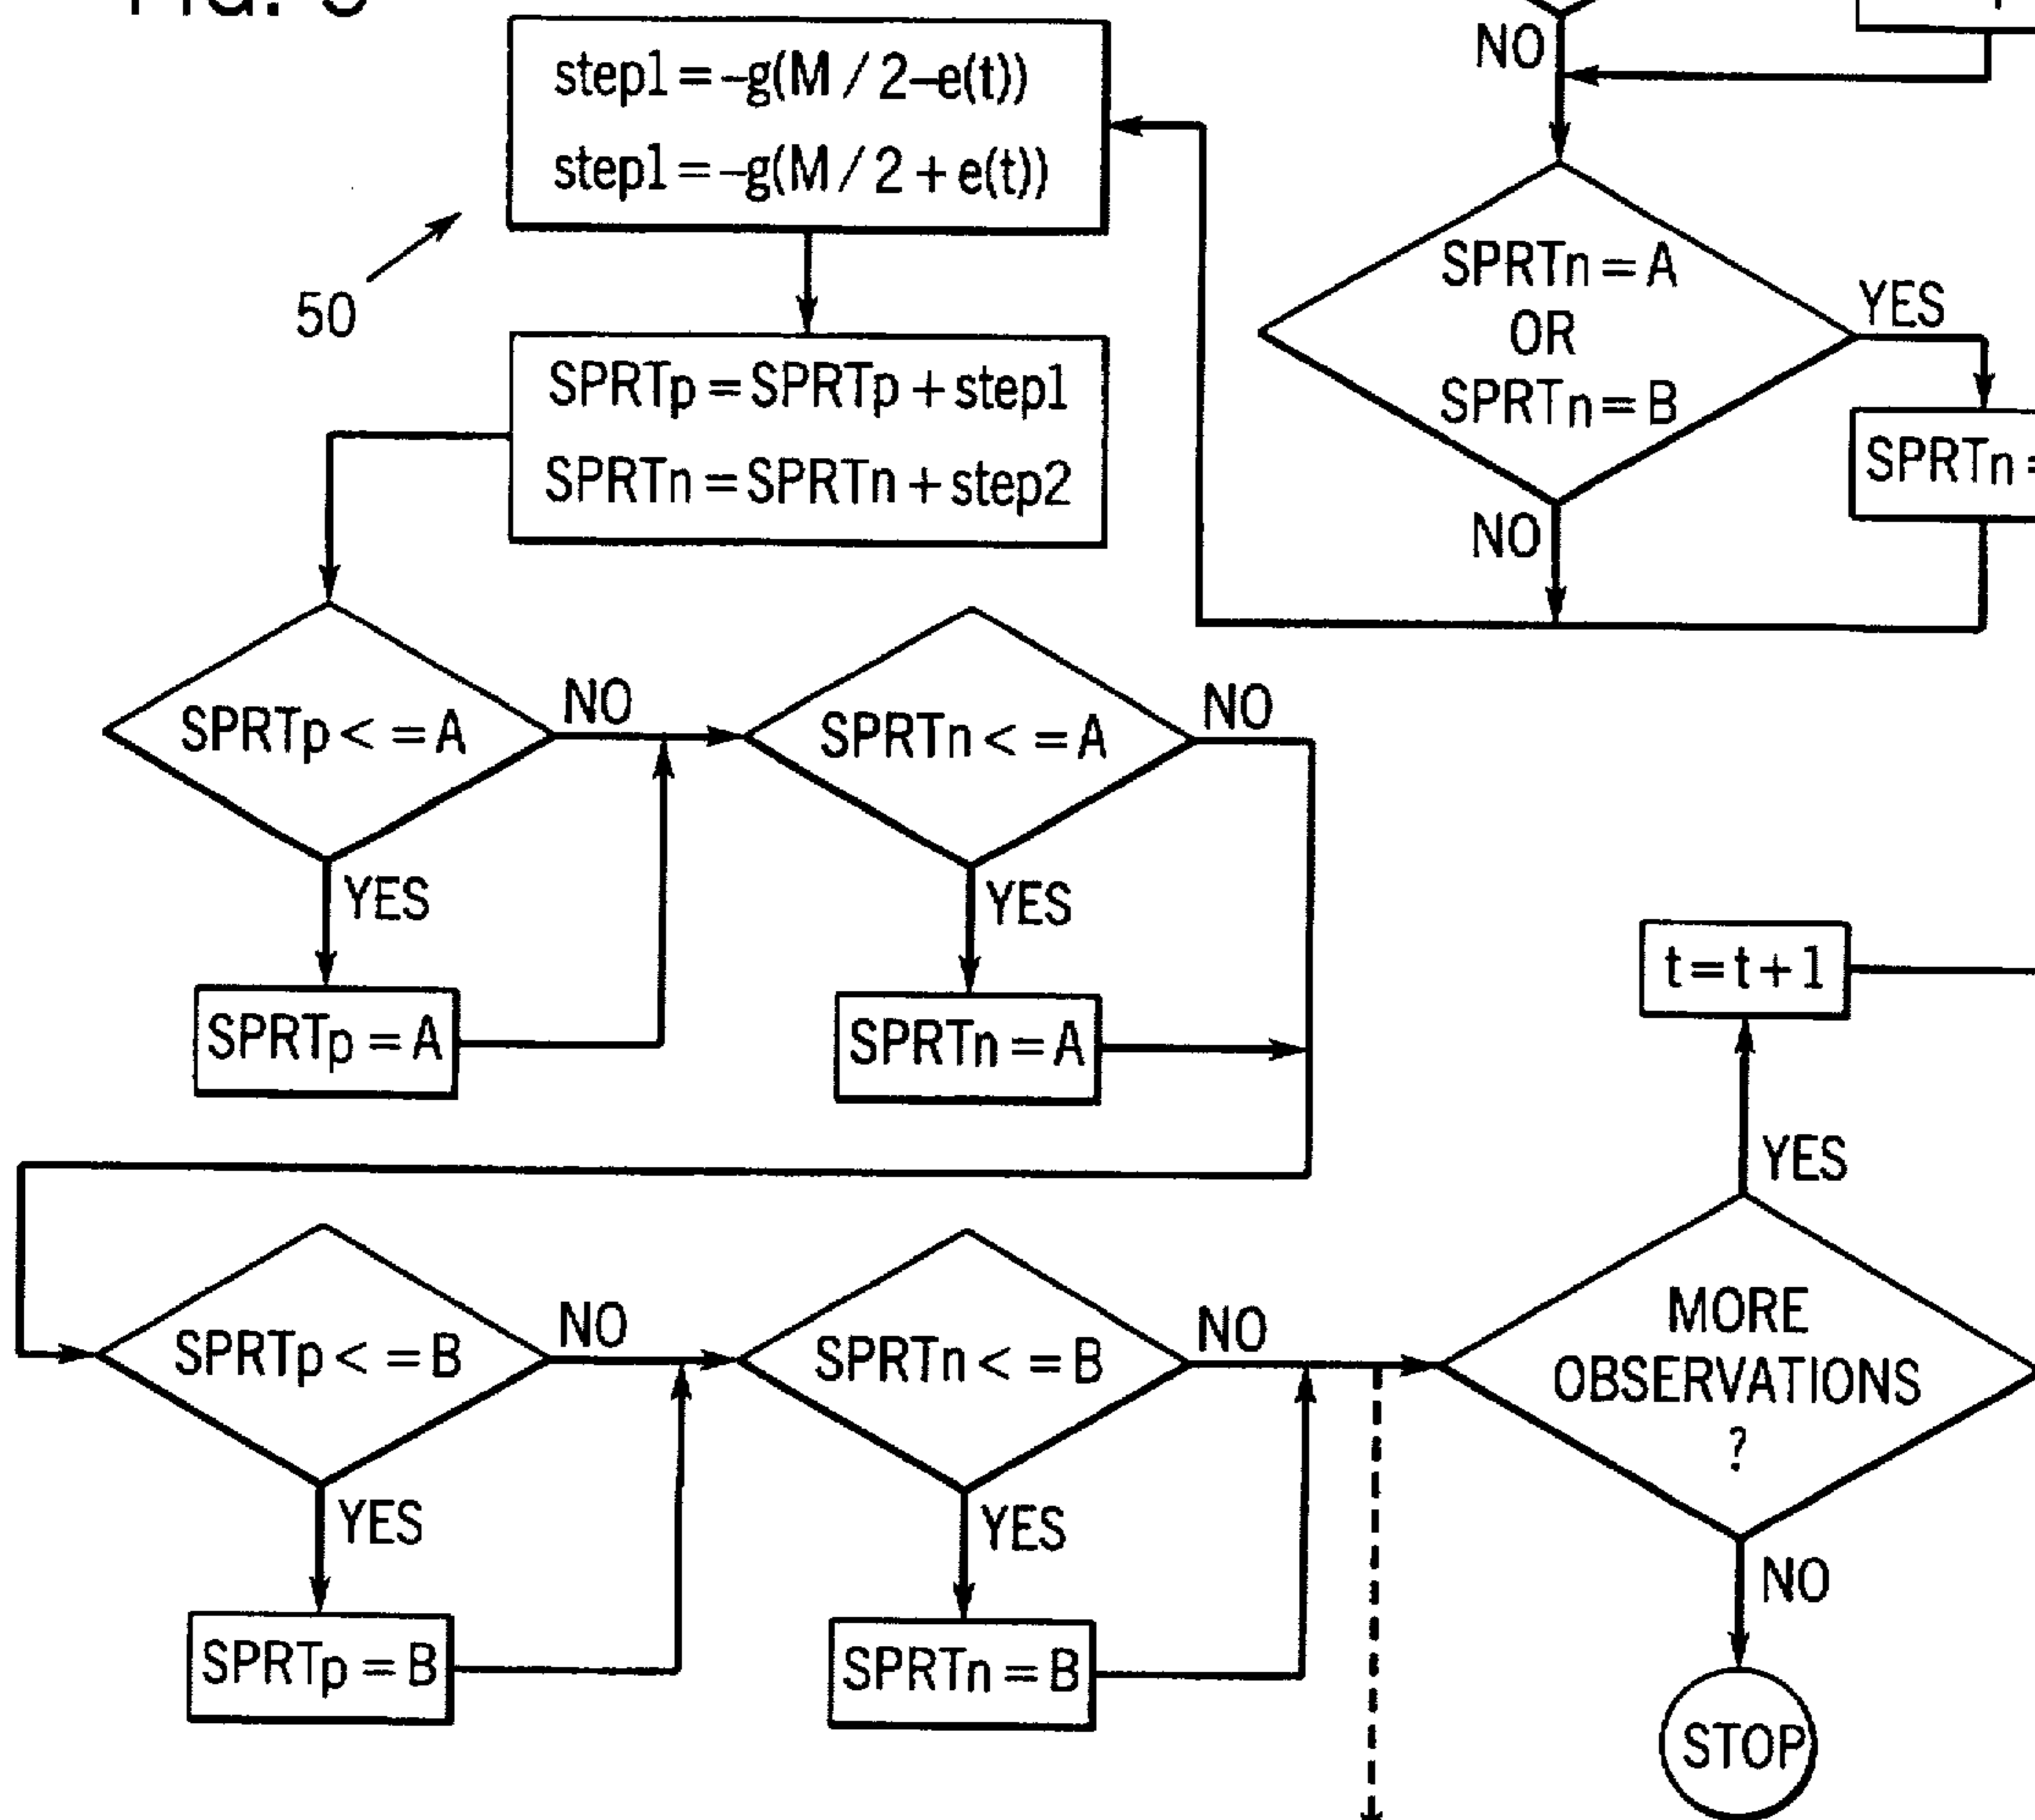 step1 = -g(M / 2-e(t))
step1 = -g(M / 2 + e(t))
50
SPRTp = SPRTp + step1
SPRTn = SPRTn + step2
NO
SPRTn = A
OR
SPRTn = B
YES
SPRTn =
NO
SPRTp < = A
NO
SPRTn < = A
NO
YES
YES
SPRTp = A
SPRTn = A
t = t + 1
YES
SPRTp < = B
NO
SPRTn < = B
NO
MORE
OBSERVATIONS
?
YES
YES
NO
SPRTp = B
SPRTn = B
STOP